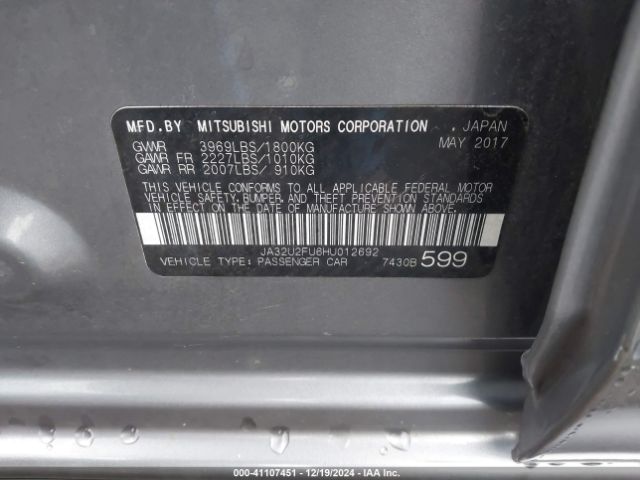 MFD.BY MITSUBISHI MOTORS CORPORATION . JAPAN
GVWR 3969LBS/1800KG MAY 2017
GAWR FR 2227LBS/1010KG
GAWR RR 2007LBS/ 910KG
THIS VEHICLE CONFORMS TO ALL APPLICABLE FEDERAL MOTOR
VEHICLE SAFETY, BUMPER, AND THEFT PREVENTION STANDARDS
IN EFFECT ON THE DATE OF MANUFACTURE SHOWN ABOVE.
JA32U2FU6HU012692
VEHICLE TYPE: PASSENGER CAR 7430B 599
000-41107451 - 12/19/2024 - IAA Inc.